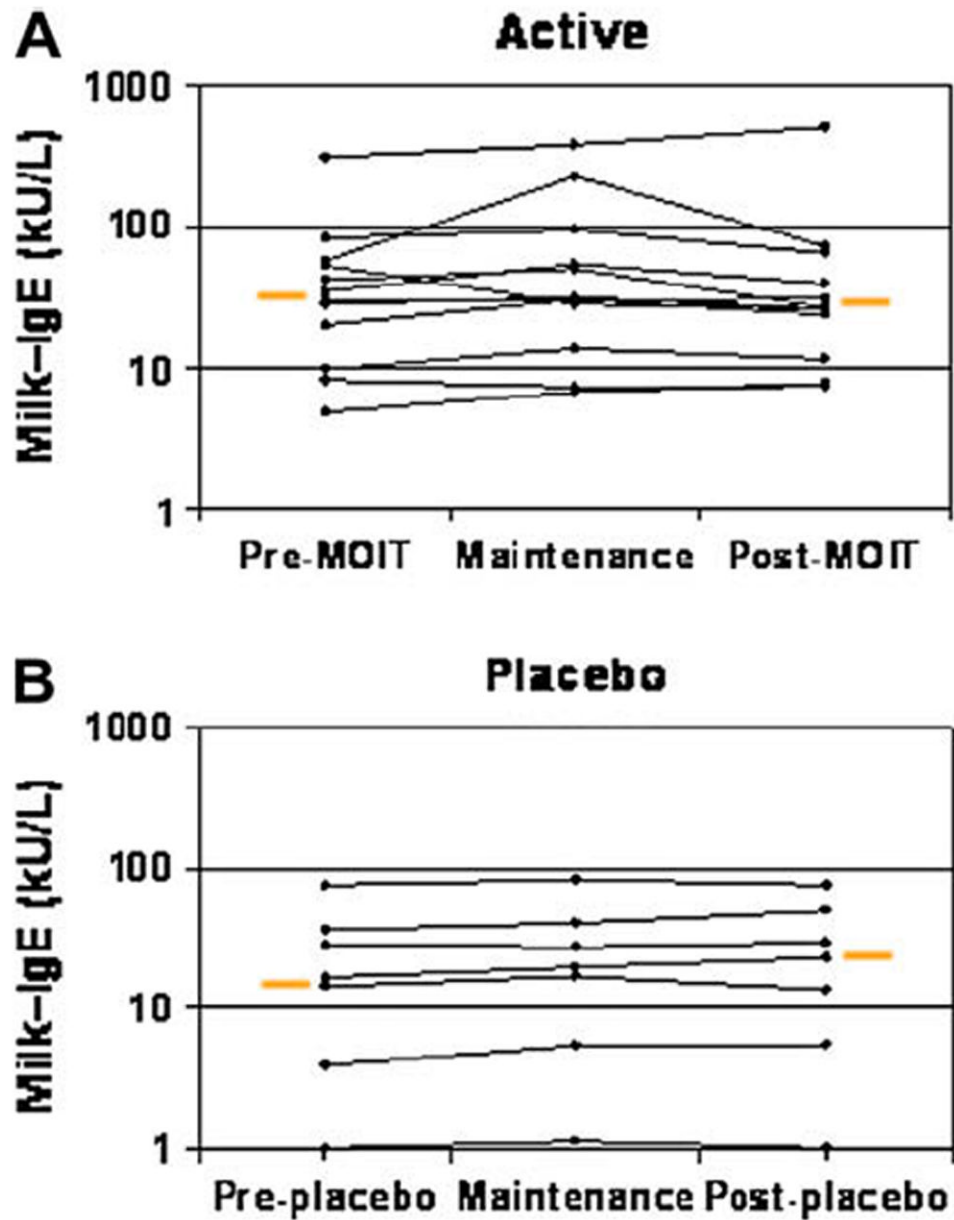 A
Active
Milk-IgE (kU/L)
1000
100
10
1
Pre-MOIT Maintenance Post-MOIT
B
Placebo
Milk-IgE (kU/L)
1000
100
10
1
Pre-placebo Maintenance Post-placebo